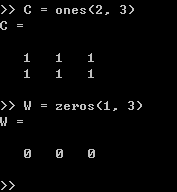 >> C = ones(2, 3)
C =
1 1 1
1 1 1
>> W = zeros(1, 3)
W =
0 0 0
>>